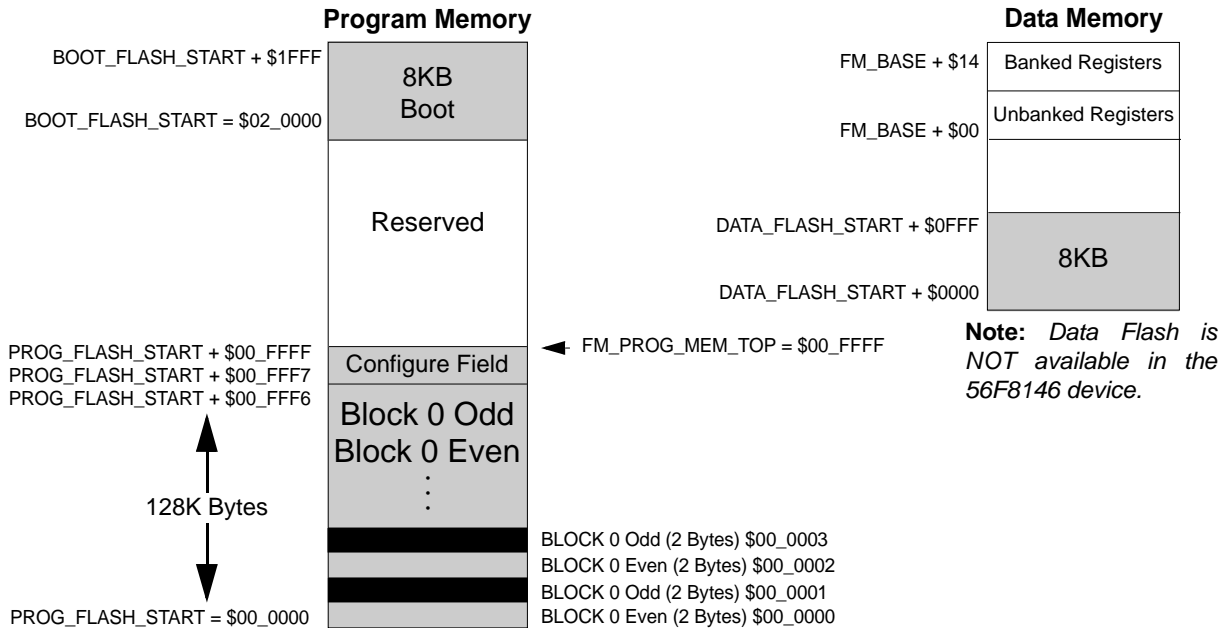 Program Memory
BOOT_FLASH_START + $1FFF
8KB
Boot
BOOT_FLASH_START = $02_0000
Reserved
PROG_FLASH_START + $00_FFFF
FM_PROG_MEM_TOP = $00_FFFF
Configure Field
PROG_FLASH_START + $00_FFF7
PROG_FLASH_START + $00_FFF6
Block 0 Odd
Block 0 Even
128K Bytes
BLOCK 0 Odd (2 Bytes) $00_0003
BLOCK 0 Even (2 Bytes) $00_0002
BLOCK 0 Odd (2 Bytes) $00_0001
PROG_FLASH_START = $00_0000
BLOCK 0 Even (2 Bytes) $00_0000
Data Memory
FM_BASE + $14
Banked Registers
Unbanked Registers
FM_BASE + $00
DATA_FLASH_START + $0FFF
8KB
DATA_FLASH_START + $0000
Note: Data Flash is
NOT available in the
56F8146 device.